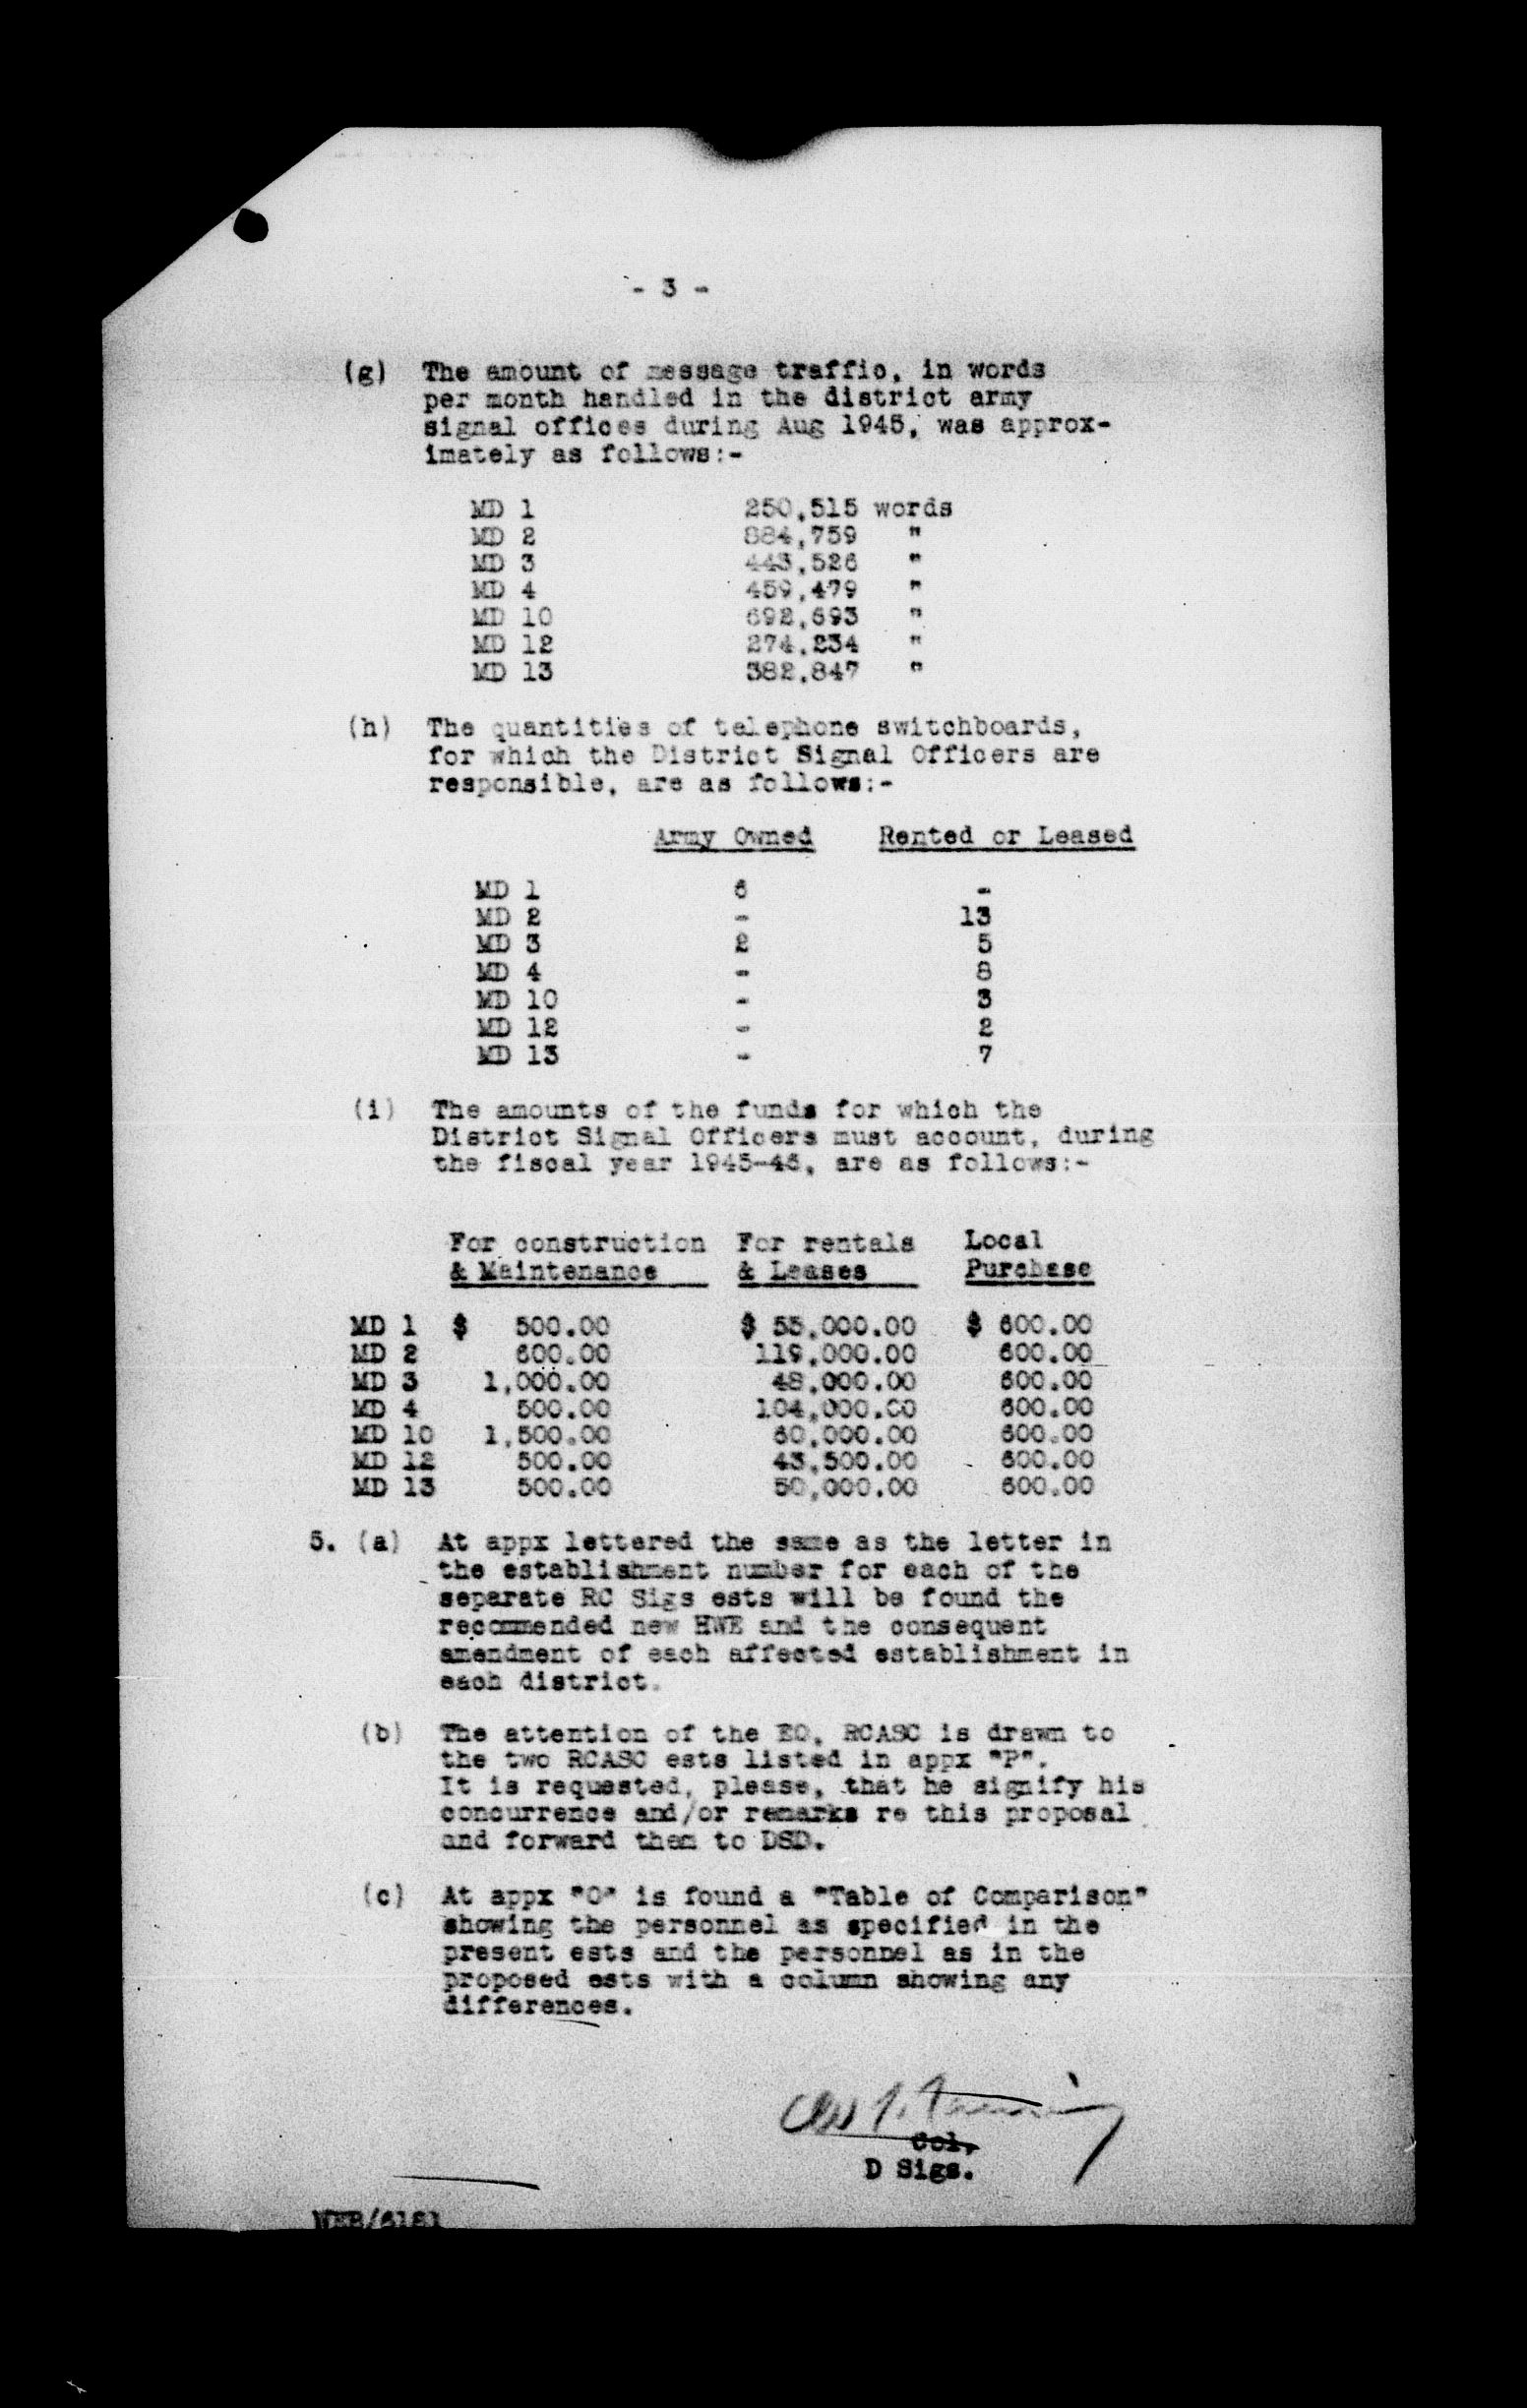 - 3 -
(g) The amount of message traffic, in words
per month handled in the district army
signal offices during Aug 1945, was approx-
imately as follows:-
MD 1 250,515 words
MD 2 884,759 "
MD 3 443,526 "
MD 4 459,479 "
MD 10 692,693 "
MD 12 274,234 "
MD 13 382,847 "
(h) The quantities of telephone switchboards,
for which the District Signal Officers are
responsible, are as follows:-
Army Owned Rented or Leased
MD 1 6 -
MD 2 - 13
MD 3 2 5
MD 4 - 8
MD 10 - 3
MD 12 - 2
MD 13 - 7
(i) The amounts of the funds for which the
District Signal Officers must account, during
the fiscal year 1945-46, are as follows:-
For construction For rentals Local
& Maintenance & Leases Purchase
MD 1 $ 500.00 $ 55,000.00 $ 600.00
MD 2 600.00 119,000.00 600.00
MD 3 1,000.00 48,000.00 600.00
MD 4 500.00 104,000.00 600.00
MD 10 1,500.00 60,000.00 600.00
MD 12 500.00 43,500.00 600.00
MD 13 500.00 50,000.00 600.00
5. (a) At appx lettered the same as the letter in
the establishment number for each of the
separate RC Sigs ests will be found the
recommended new HWE and the consequent
amendment of each affected establishment in
each district.
(b) The attention of the EO, RCASC is drawn to
the two RCASC ests listed in appx "P".
It is requested, please, that he signify his
concurrence and/or remarks re this proposal
and forward them to DSD.
(c) At appx "O" is found a "Table of Comparison"
showing the personnel as specified in the
present ests and the personnel as in the
proposed ests with a column showing any
differences.
Col,
D Sigs.